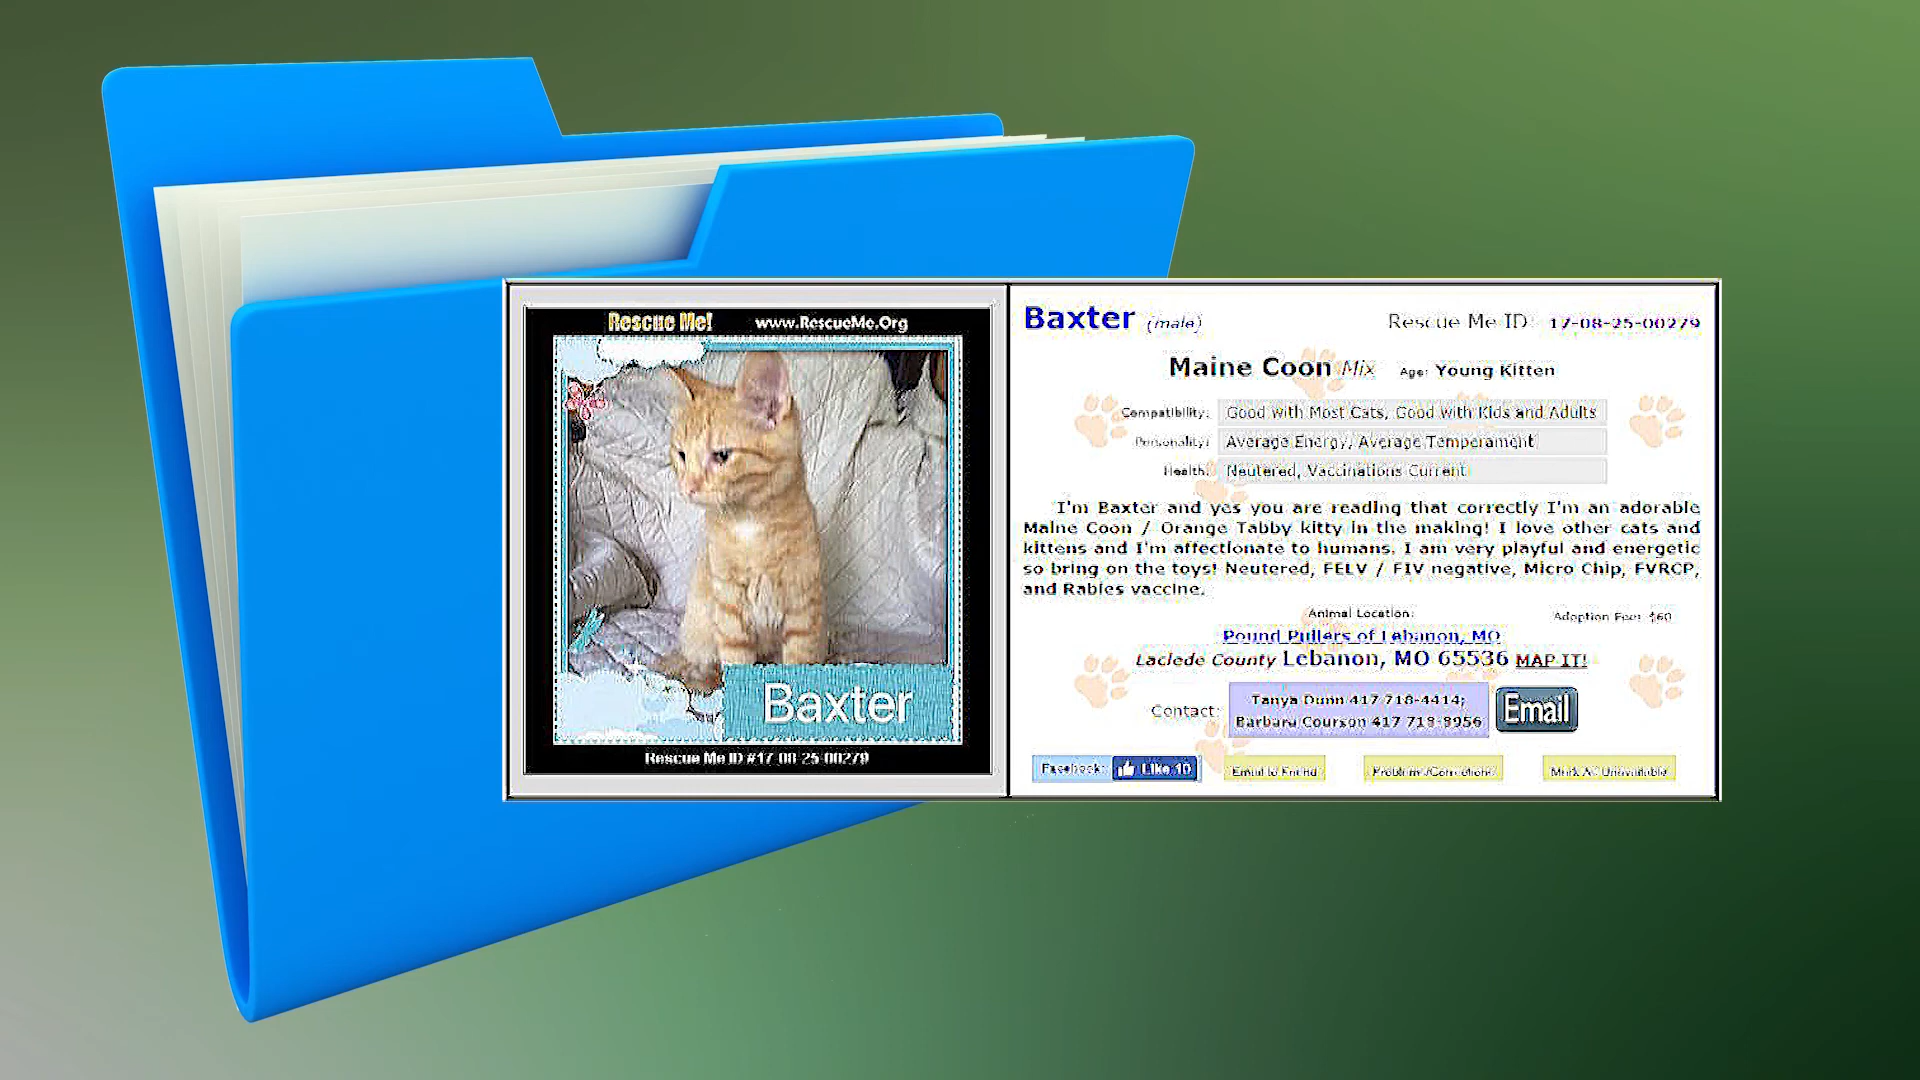 Rescue Me! www.RescueMe.Org
Baxter
Rescue Me ID #17-08-25-00279
Baxter (male) Rescue Me ID: 17-08-25-00279
Maine Coon Mix Age: Young Kitten
Compatibility: Good with Most Cats, Good with Kids and Adults
Personality: Average Energy, Average Temperament
Health: Neutered, Vaccinations Current
I'm Baxter and yes you are reading that correctly I'm an adorable
Maine Coon / Orange Tabby kitty in the making! I love other cats and
kittens and I'm affectionate to humans. I am very playful and energetic
so bring on the toys! Neutered, FELV / FIV negative, Micro Chip, FVRCP,
and Rabies vaccine.
Animal Location: Adoption Fee: $60
Pound Pullers of Lebanon, MO
Laclede County Lebanon, MO 65536 MAP IT!
Contact: Tanya Dunn 417 718-4414;
Barbara Courson 417 718-8956 Email
Facebook: Like 10 Email to Friend Problems/Corrections Mark As Unavailable